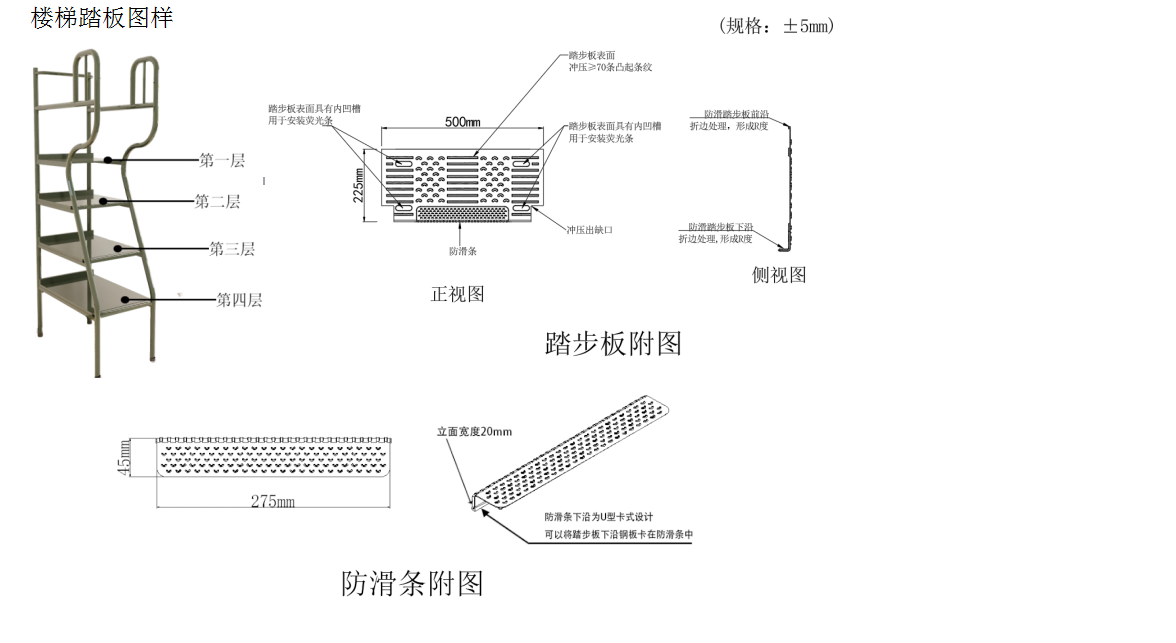 楼梯踏板图样
(规格：±5mm)
踏步板表面
冲压≥70条凸起条纹
踏步板表面具有内凹槽
用于安装荧光条
500mm
踏步板表面具有内凹槽
用于安装荧光条
225mm
冲压出缺口
防滑条
正视图
防滑踏步板前沿
折边处理，形成R度
防滑踏步板下沿
折边处理,形成R度
侧视图
第一层
第二层
第三层
第四层
踏步板附图
45mm
275mm
立面宽度20mm
防滑条下沿为U型卡式设计
可以将踏步板下沿钢板卡在防滑条中
防滑条附图